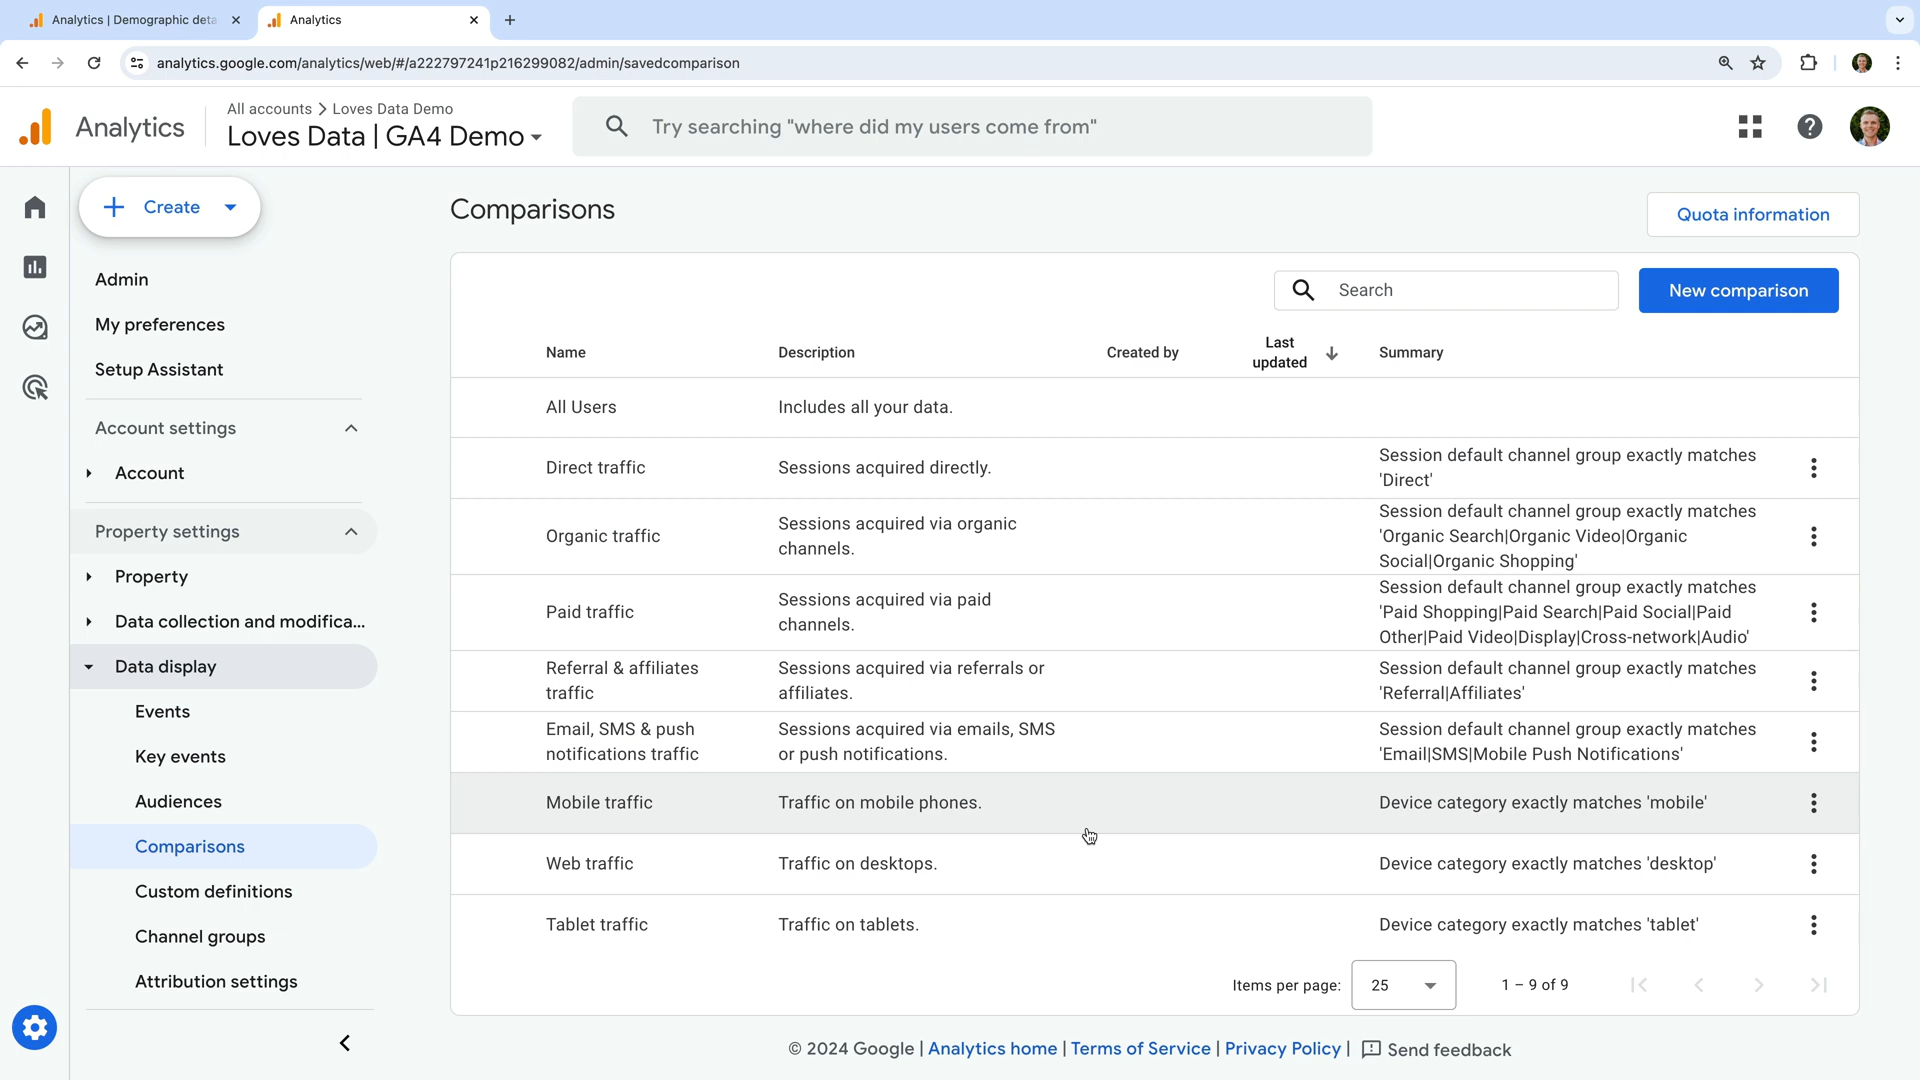 Analytics | Demographic deta
Analytics
analytics.google.com/analytics/web/#/a222797241p216299082/admin/savedcomparison
Analytics
All accounts > Loves Data Demo
Loves Data | GA4 Demo
Try searching "where did my users come from"
Create
Admin
My preferences
Setup Assistant
Account settings
Account
Property settings
Property
Data collection and modifica...
Data display
Events
Key events
Audiences
Comparisons
Custom definitions
Channel groups
Attribution settings
Comparisons
Quota information
Search
New comparison
Name Description Created by Last updated Summary
All Users Includes all your data.
Direct traffic Sessions acquired directly. Session default channel group exactly matches
'Direct'
Organic traffic Sessions acquired via organic
channels.
Session default channel group exactly matches
'Organic Search|Organic Video|Organic
Social|Organic Shopping'
Paid traffic Sessions acquired via paid
channels.
Session default channel group exactly matches
'Paid Shopping|Paid Search|Paid Social|Paid
Other|Paid Video|Display|Cross-network|Audio'
Referral & affiliates
traffic
Sessions acquired via referrals or
affiliates.
Session default channel group exactly matches
'Referral|Affiliates'
Email, SMS & push
notifications traffic
Sessions acquired via emails, SMS
or push notifications.
Session default channel group exactly matches
'Email|SMS|Mobile Push Notifications'
Mobile traffic Traffic on mobile phones. Device category exactly matches 'mobile'
Web traffic Traffic on desktops. Device category exactly matches 'desktop'
Tablet traffic Traffic on tablets. Device category exactly matches 'tablet'
Items per page: 25 1 – 9 of 9
© 2024 Google | Analytics home | Terms of Service | Privacy Policy | Send feedback